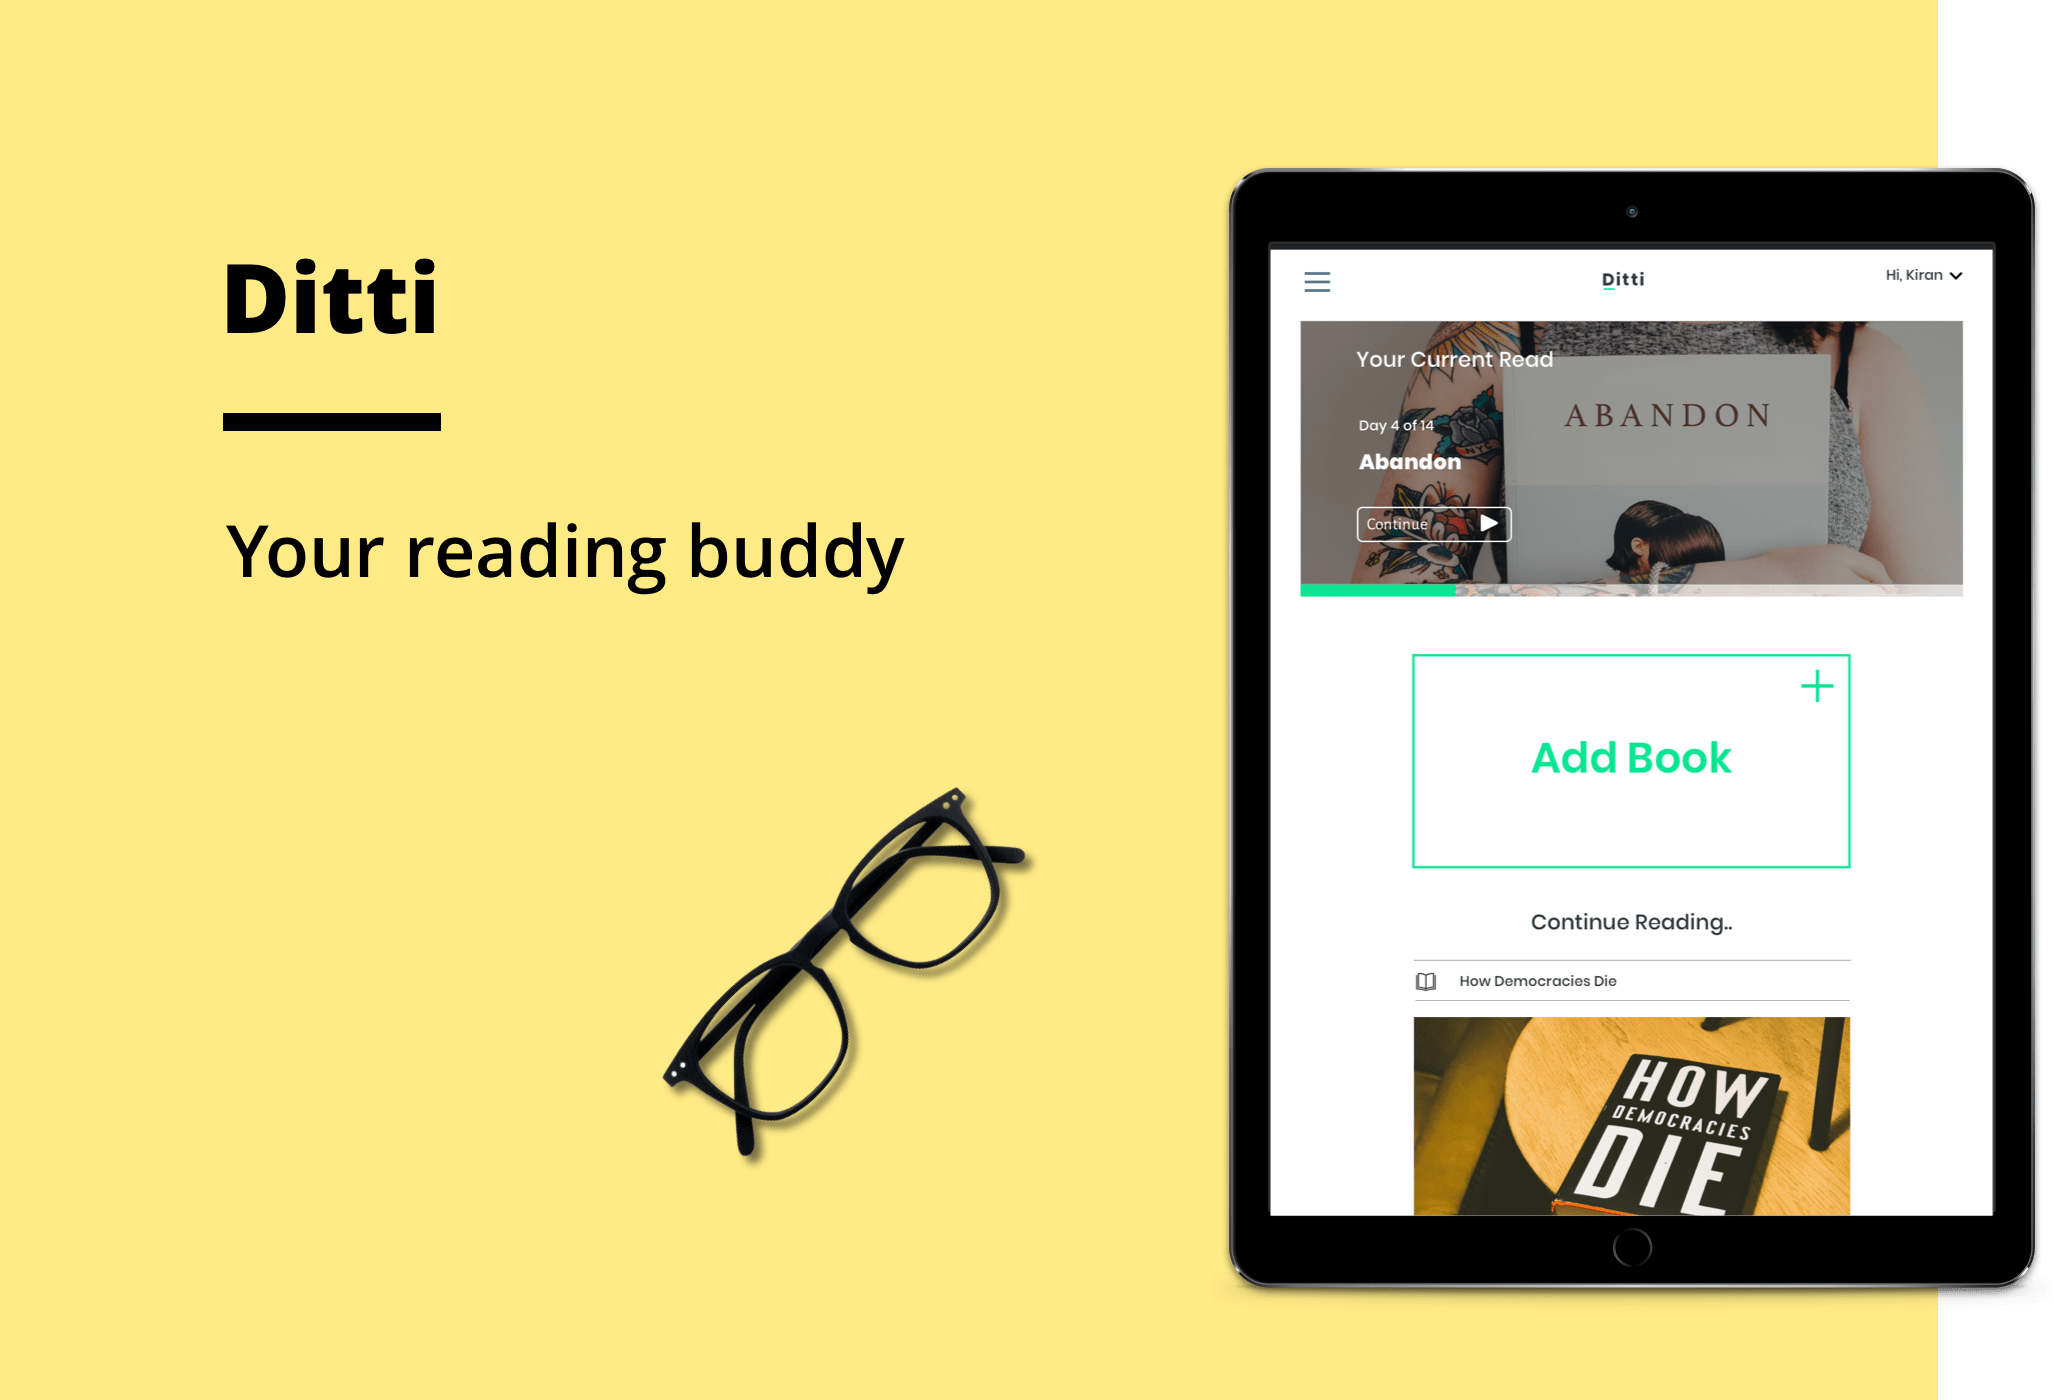 Ditti
Your reading buddy
Ditti
Hi, Kiran
Your Current Read
Day 4 of 14
Abandon
Continue
ABANDON
NYC
Add Book
Continue Reading..
How Democracies Die
HOW
DEMOCRACIES
DIE